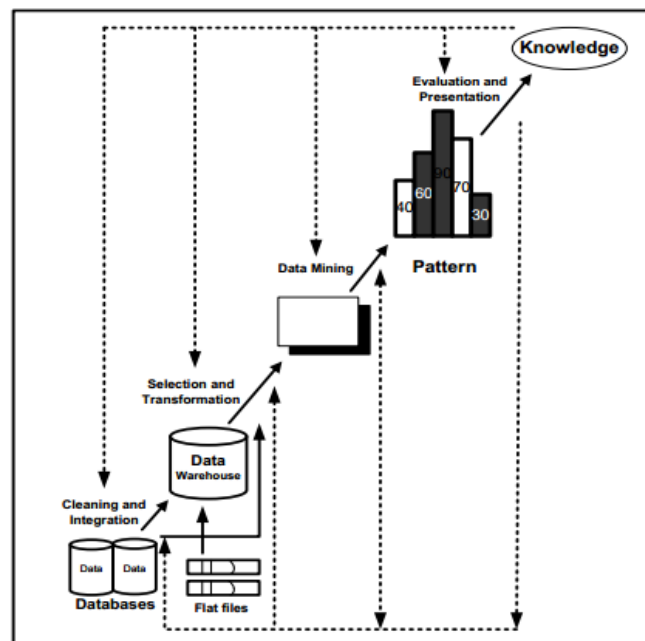 Knowledge
Evaluation and
Presentation
40
60
90
70
30
Pattern
Data Mining
Selection and
Transformation
Data
Warehouse
Cleaning and
Integration
Data
Data
Databases
Flat files